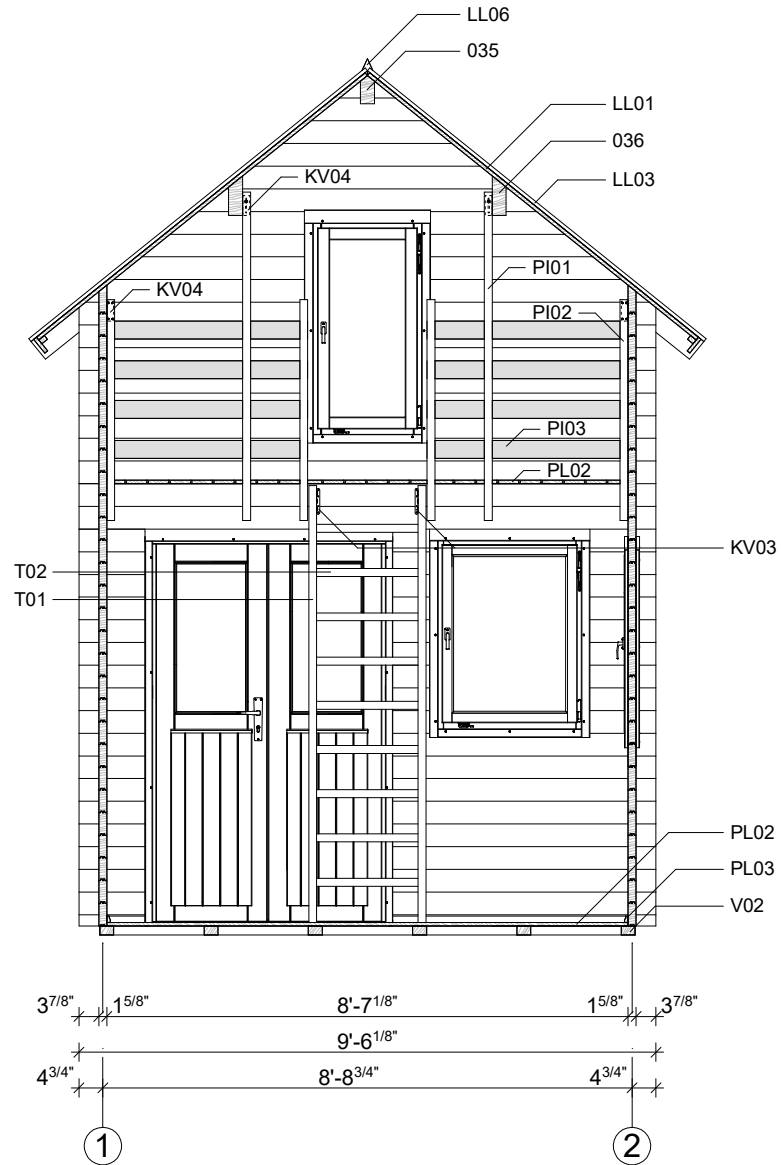 LL06
035
LL01
036
LL03
KV04
PI01
KV04
PI02
PI03
PL02
KV03
T02
T01
PL02
PL03
V02
3 7/8" 1 5/8" 8'-7 1/8" 1 5/8" 3 7/8"
9'-6 1/8"
4 3/4" 8'-8 3/4" 4 3/4"
1 2